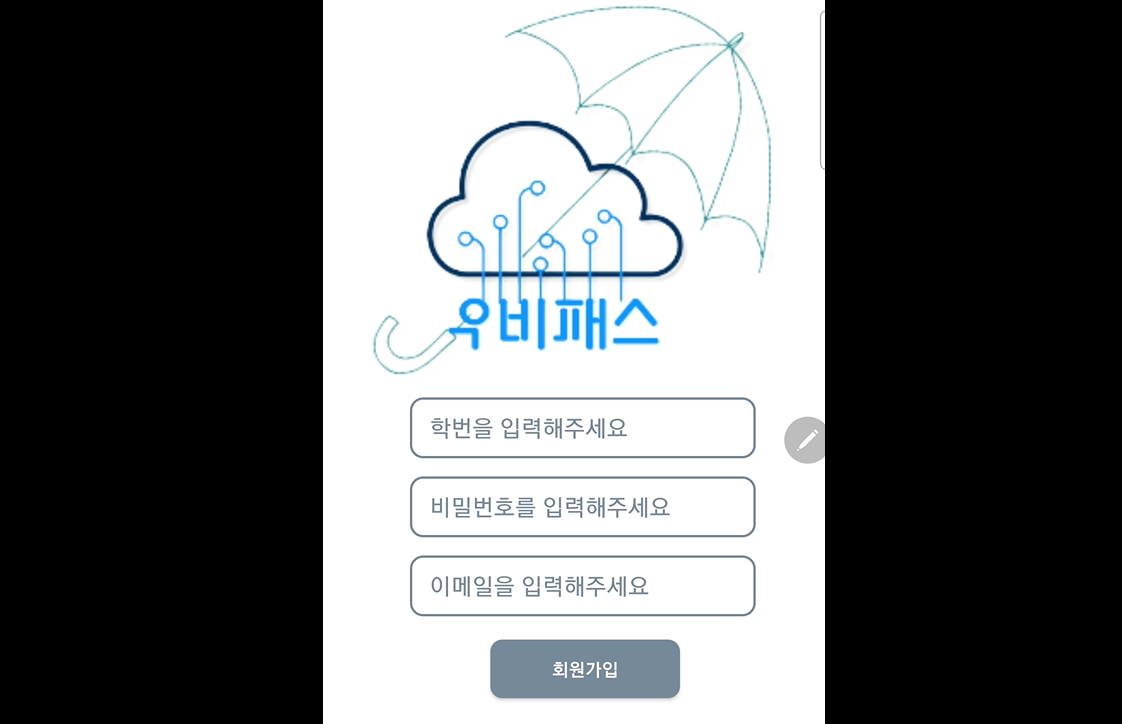 우비패스
학번을 입력해주세요
비밀번호를 입력해주세요
이메일을 입력해주세요
회원가입